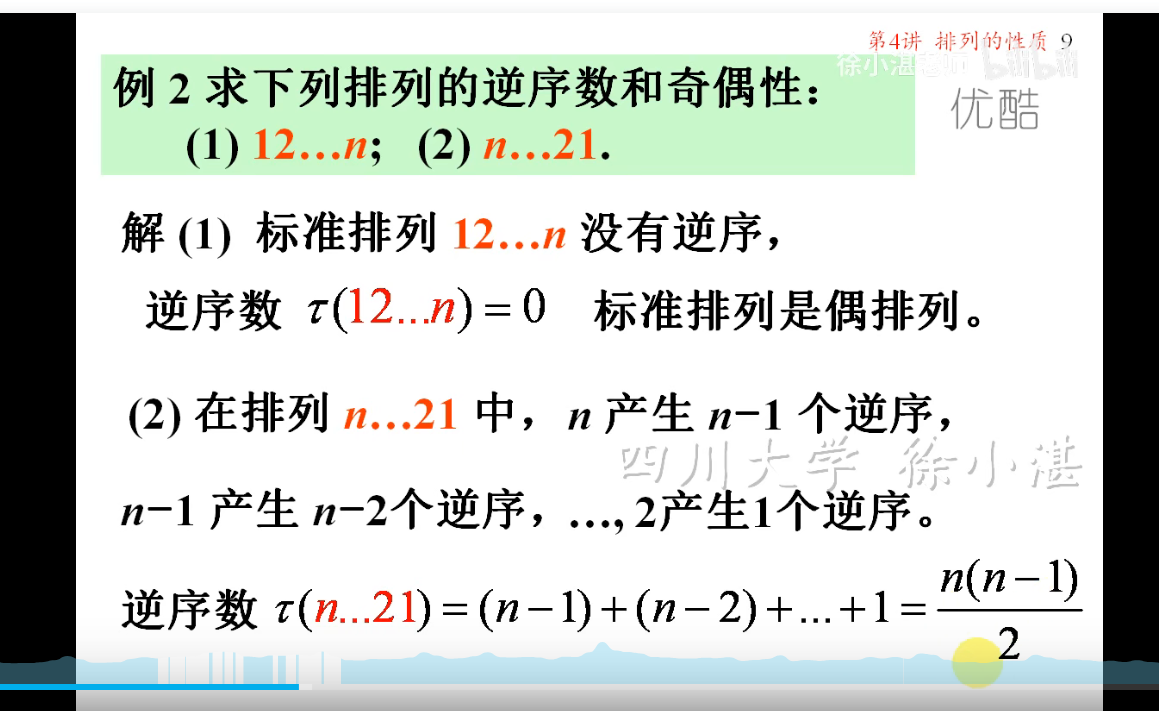 第4讲 排列的性质 9
徐小湛老师 bilibili
优酷
例 2 求下列排列的逆序数和奇偶性:
(1) 12…n; (2) n…21.
解 (1) 标准排列 12…n 没有逆序,
逆序数 τ(12...n) = 0 标准排列是偶排列。
(2) 在排列 n…21 中, n 产生 n−1 个逆序,
四川大学 徐小湛
n−1 产生 n−2个逆序, …, 2产生1个逆序。
逆序数 τ(n...21) = (n−1)+(n−2)+...+1 = n(n−1)/2